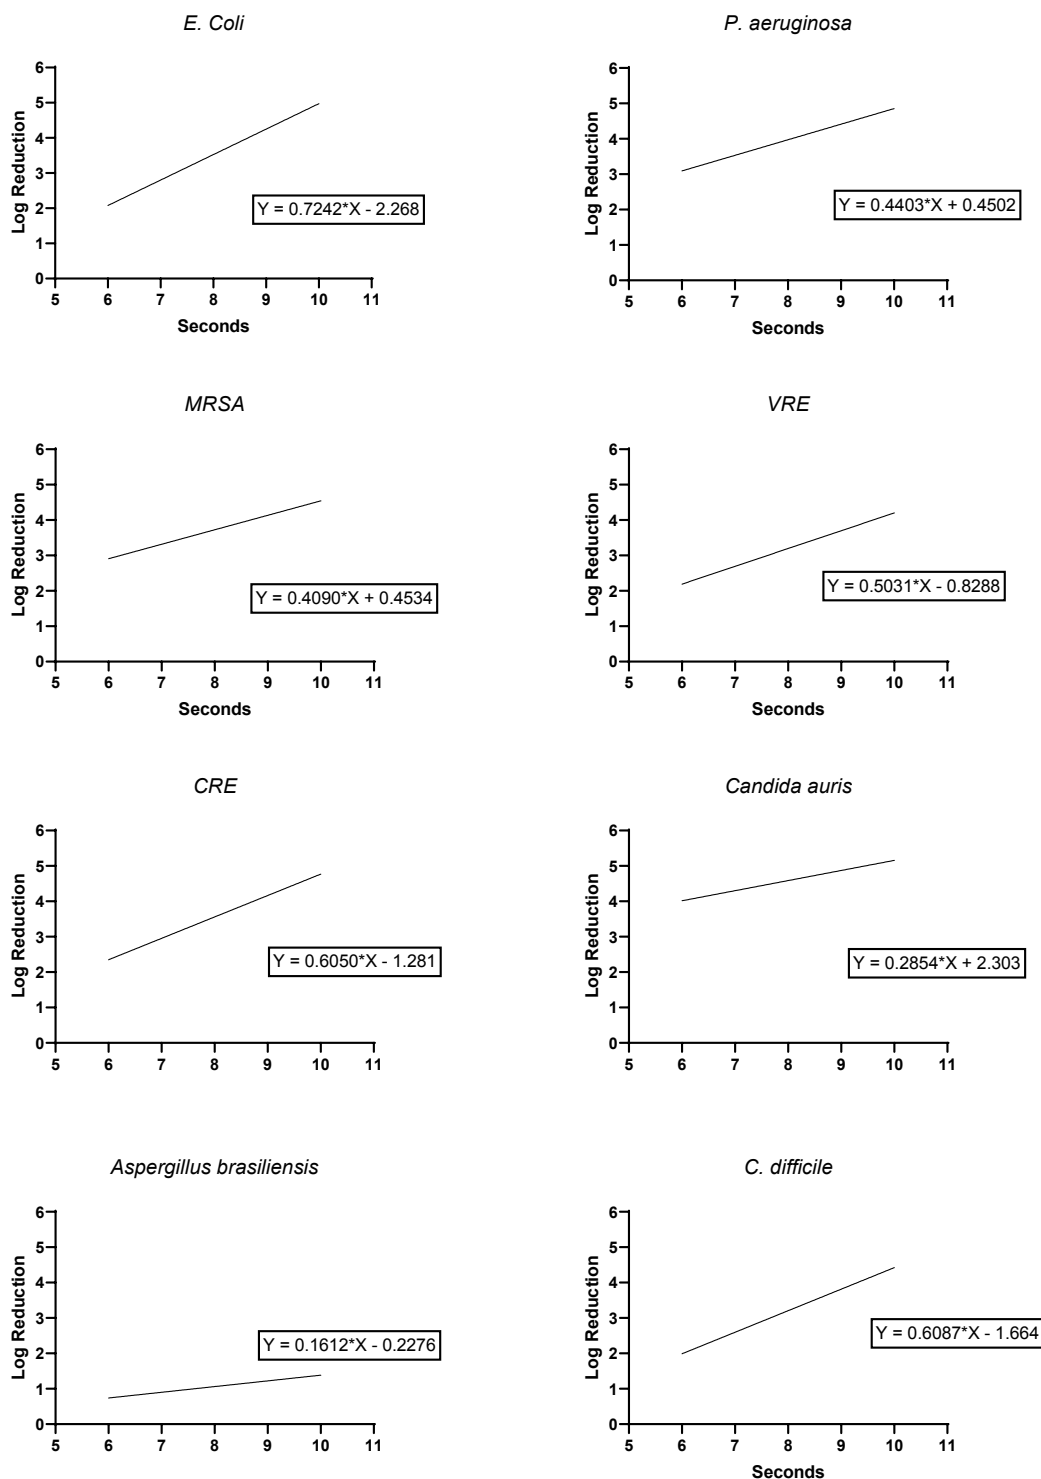 E. Coli
6
5
4
3
2
1
0
Log Reduction
Y = 0.7242*X - 2.268
5 6 7 8 9 10 11
Seconds
P. aeruginosa
6
5
4
3
2
1
0
Log Reduction
Y = 0.4403*X + 0.4502
5 6 7 8 9 10 11
Seconds
MRSA
6
5
4
3
2
1
0
Log Reduction
Y = 0.4090*X + 0.4534
5 6 7 8 9 10 11
Seconds
VRE
6
5
4
3
2
1
0
Log Reduction
Y = 0.5031*X - 0.8288
5 6 7 8 9 10 11
Seconds
CRE
6
5
4
3
2
1
0
Log Reduction
Y = 0.6050*X - 1.281
5 6 7 8 9 10 11
Candida auris
6
5
4
3
2
1
0
Log Reduction
Y = 0.2854*X + 2.303
5 6 7 8 9 10 11
Aspergillus brasiliensis
6
5
4
3
2
1
0
Log Reduction
Y = 0.1612*X - 0.2276
5 6 7 8 9 10 11
C. difficile
6
5
4
3
2
1
0
Log Reduction
Y = 0.6087*X - 1.664
5 6 7 8 9 10 11
Seconds